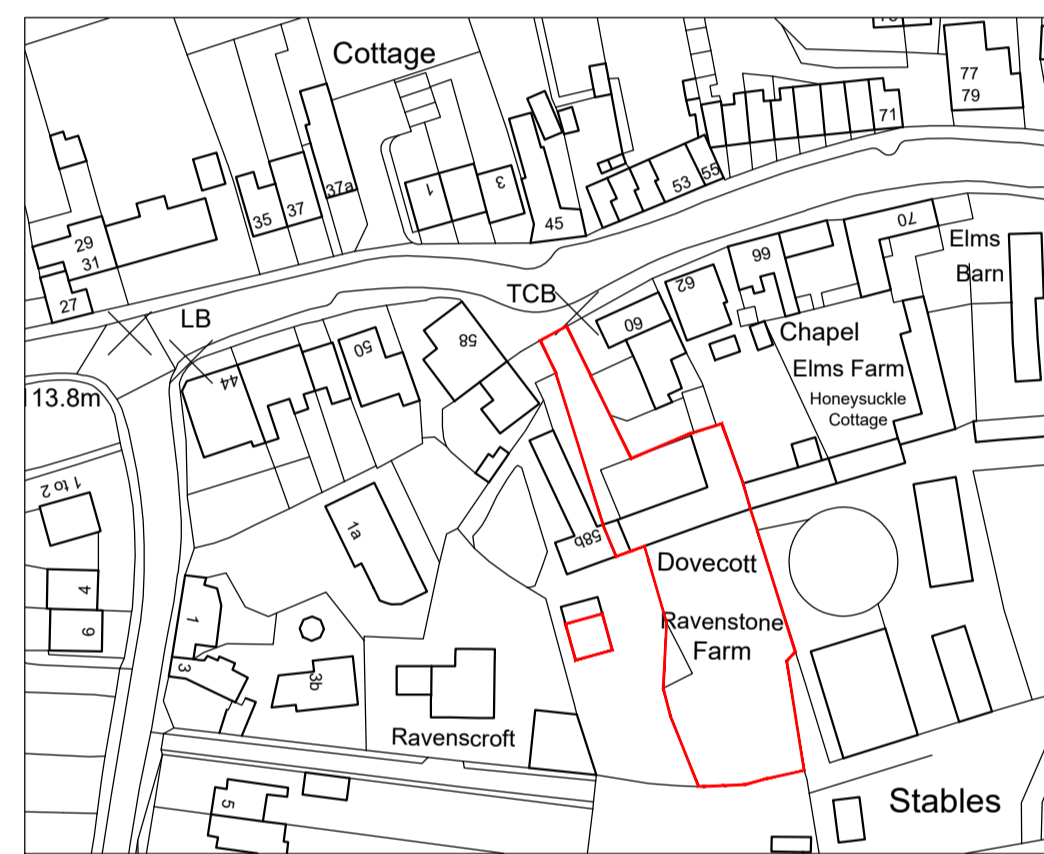 Cottage
77
79
71
55
53
3
1
37a
37
35
45
29
31
27
LB
TCB
70
66
62
60
58
50
44
Elms
Barn
Chapel
Elms Farm
Honeysuckle
Cottage
13.8m
1 to 2
4
6
1a
58b
Dovecott
Ravenstone
Farm
1
3
3b
Ravenscroft
5
Stables